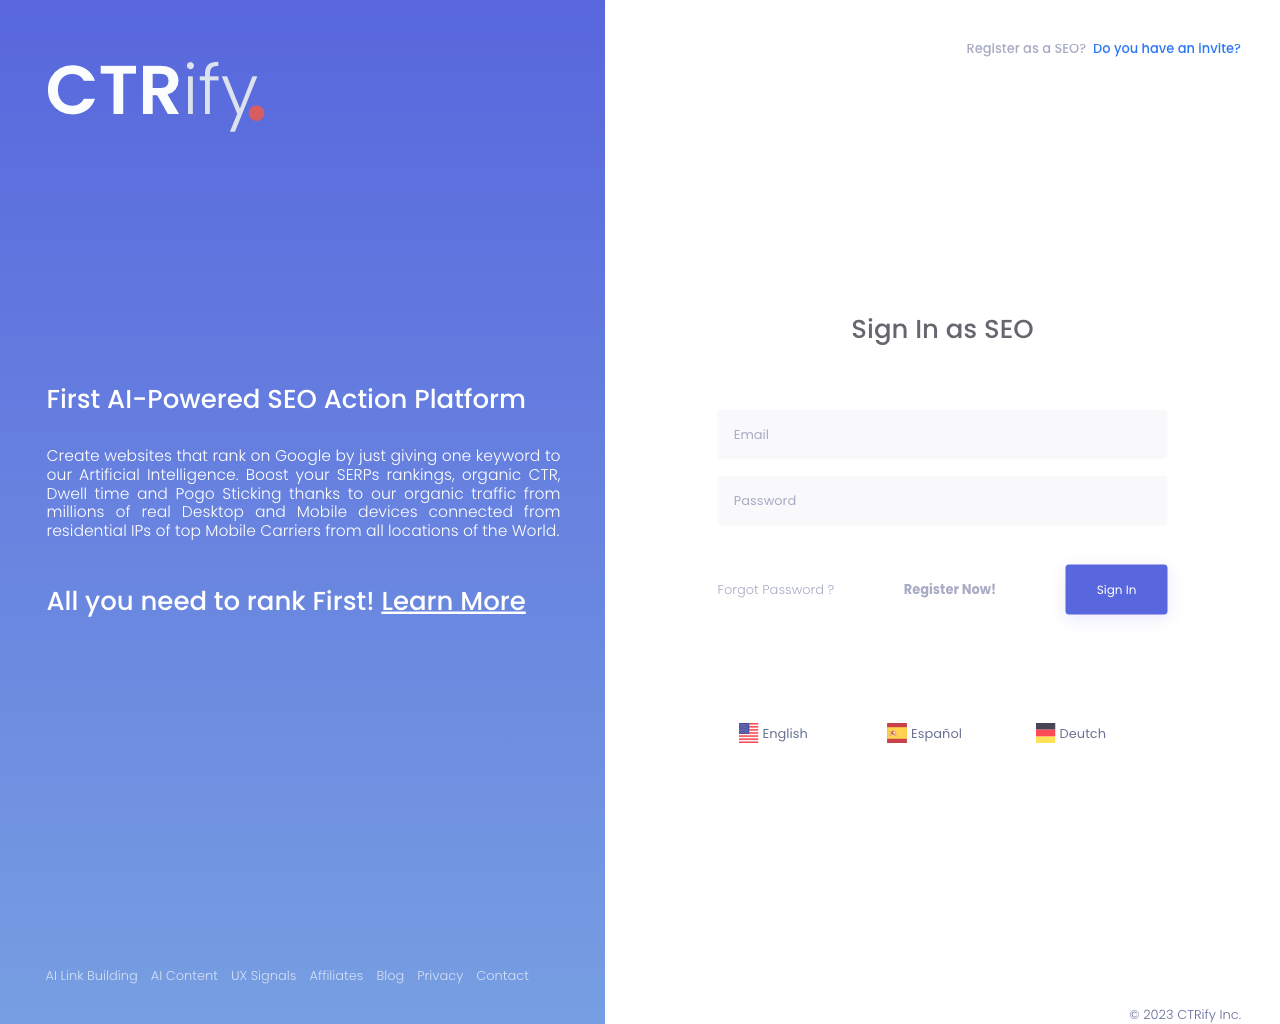 CTRify.
First AI-Powered SEO Action Platform
Create websites that rank on Google by just giving one keyword to
our Artificial Intelligence. Boost your SERPs rankings, organic CTR,
Dwell time and Pogo Sticking thanks to our organic traffic from
millions of real Desktop and Mobile devices connected from
residential IPs of top Mobile Carriers from all locations of the World.
All you need to rank First! Learn More
AI Link Building AI Content UX Signals Affiliates Blog Privacy Contact
Register as a SEO? Do you have an invite?
Sign In as SEO
Email
Password
Forgot Password ? Register Now! Sign In
English Español Deutch
© 2023 CTRify Inc.